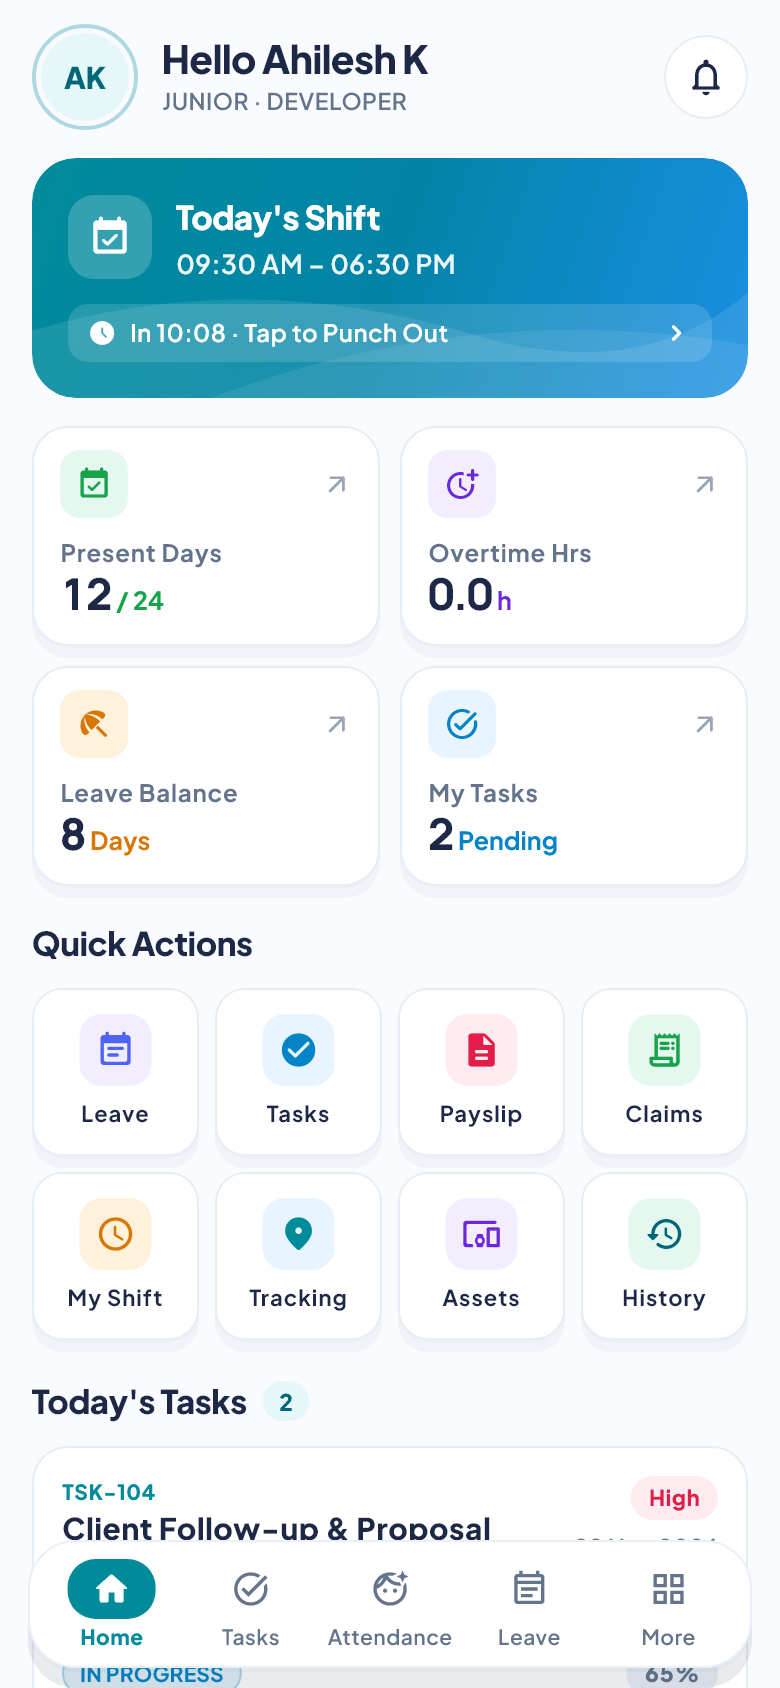 AK
Hello Ahilesh K
JUNIOR · DEVELOPER
Today's Shift
09:30 AM – 06:30 PM
In 10:08 · Tap to Punch Out
Present Days
12 / 24
Overtime Hrs
0.0 h
Leave Balance
8 Days
My Tasks
2 Pending
Quick Actions
Leave
Tasks
Payslip
Claims
My Shift
Tracking
Assets
History
Today's Tasks 2
TSK-104
High
Client Follow-up & Proposal
Home
Tasks
Attendance
Leave
More
IN PROGRESS
65%